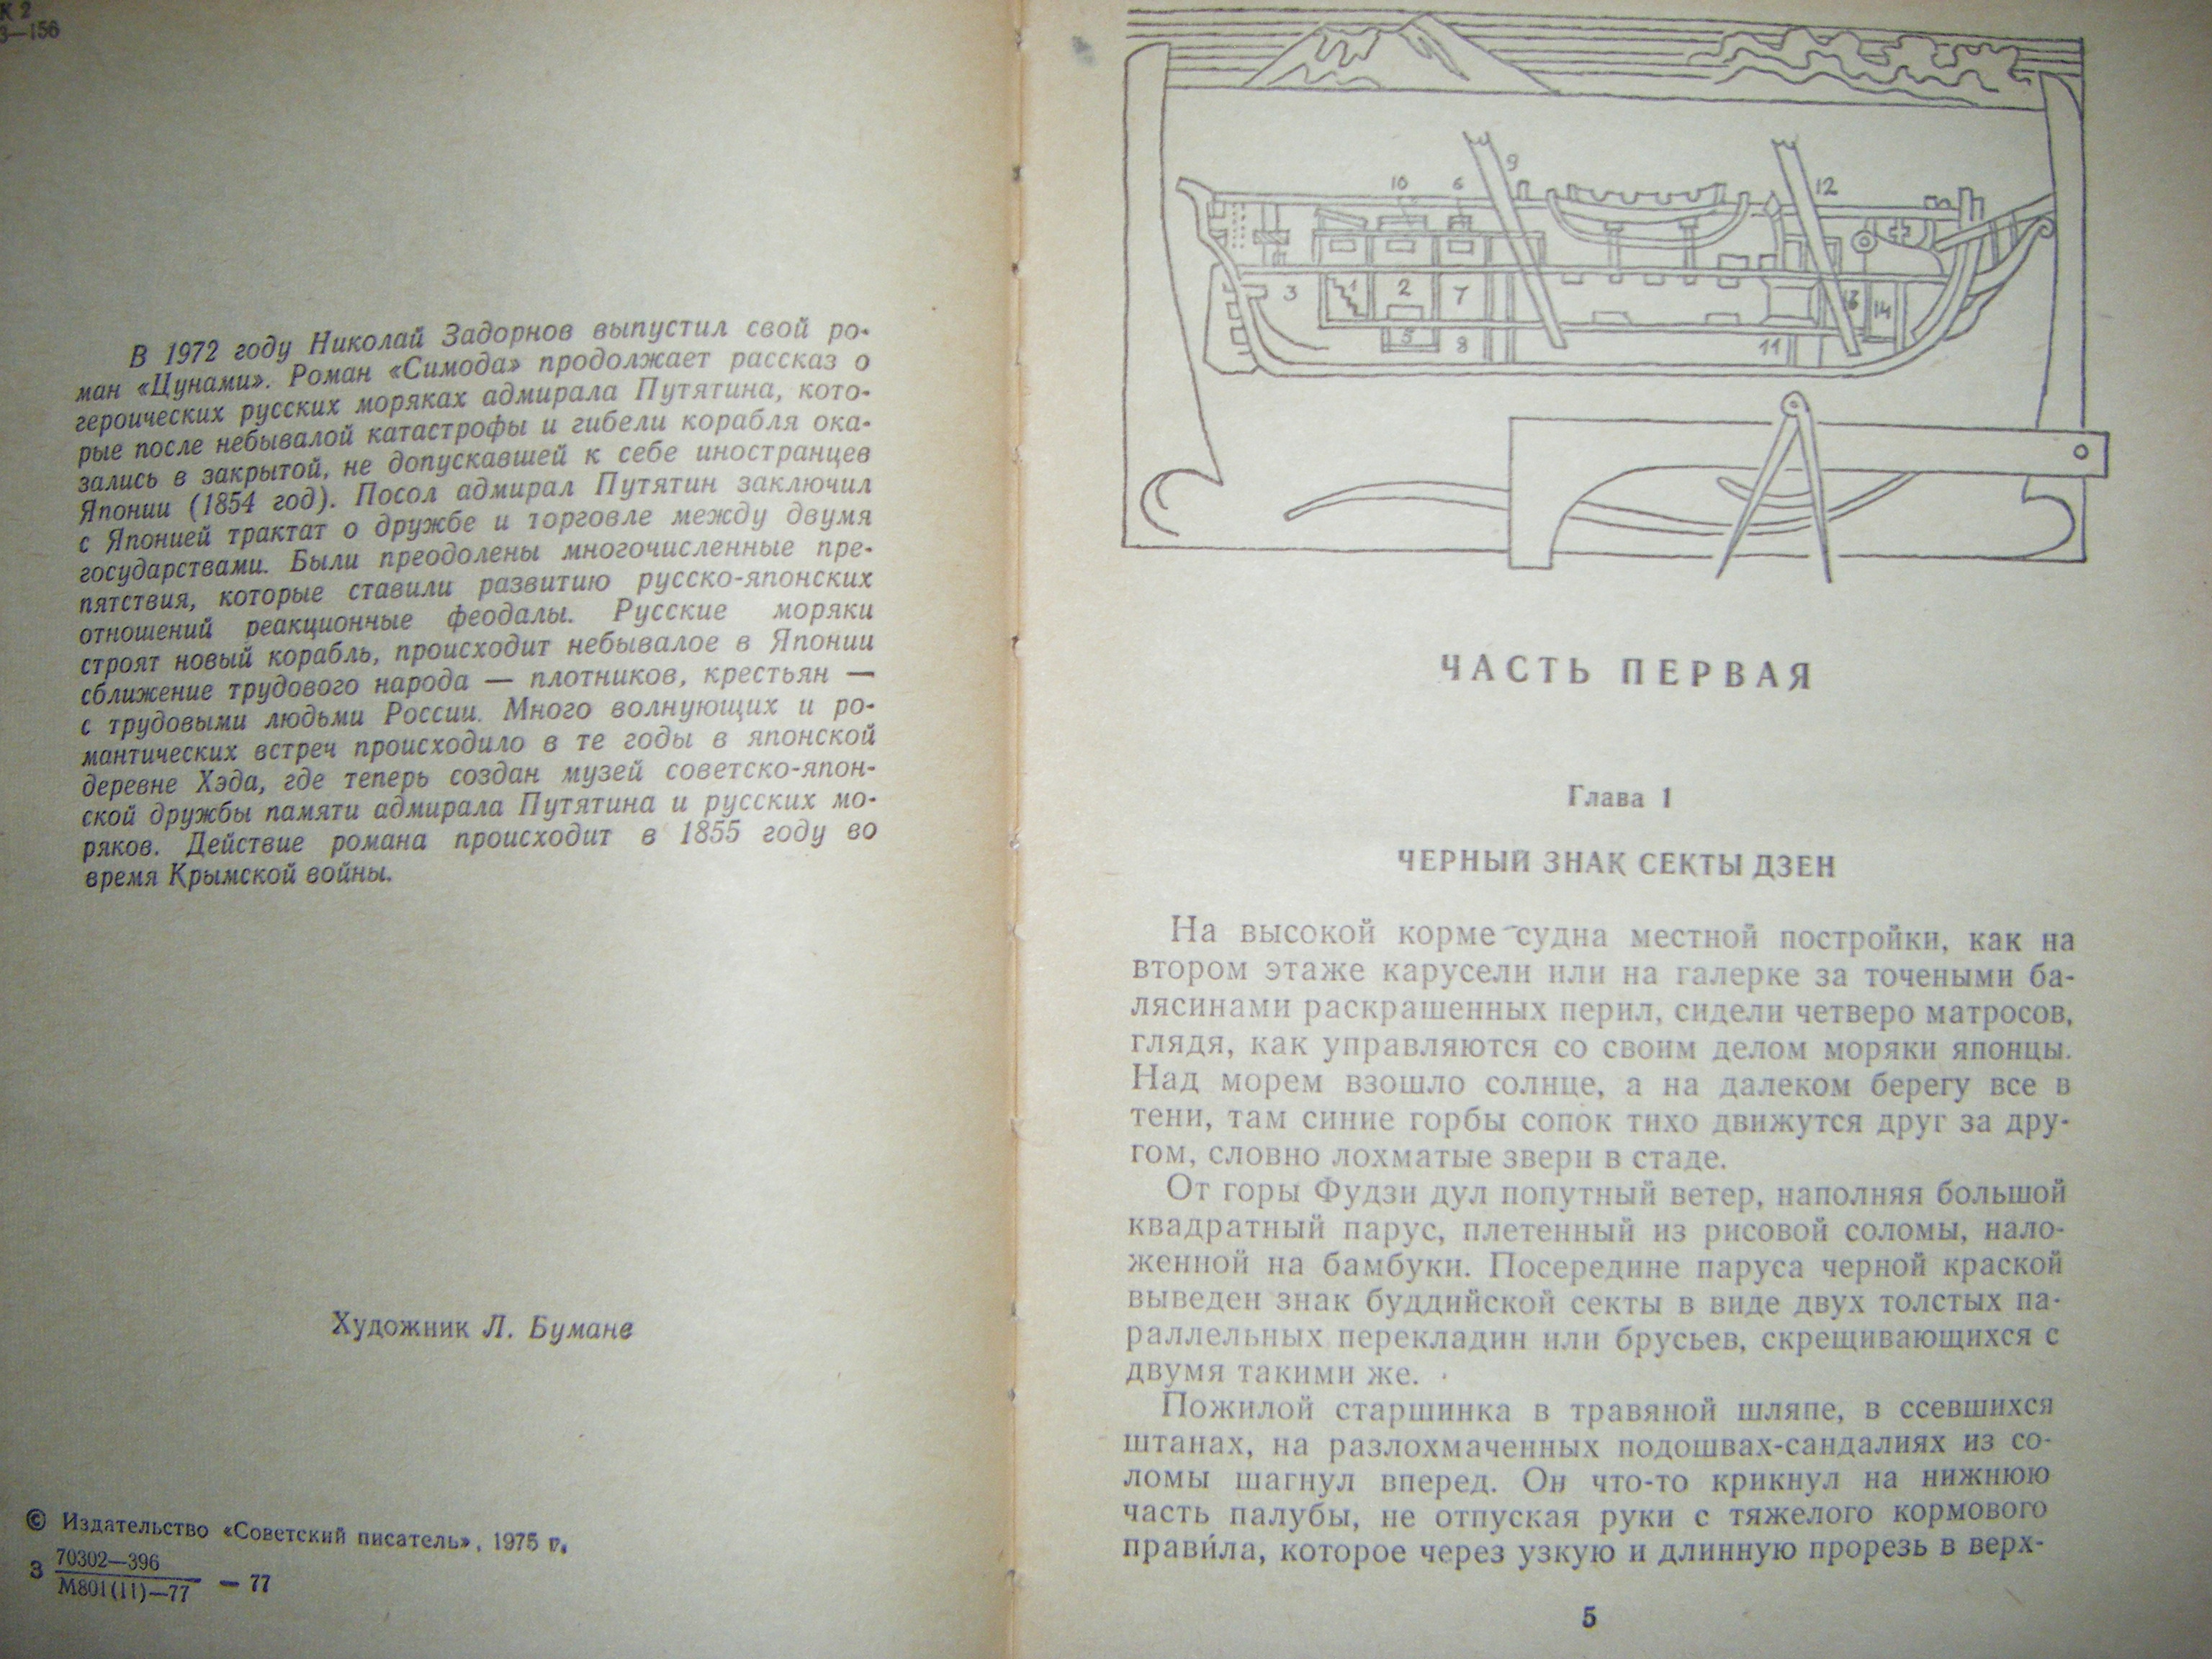 К 2
3—156
В 1972 году Николай Задорнов выпустил свой ро-
ман «Цунами». Роман «Симода» продолжает рассказ о
героических русских моряках адмирала Путятина, кото-
рые после небывалой катастрофы и гибели корабля ока-
зались в закрытой, не допускавшей к себе иностранцев
Японии (1854 год). Посол адмирал Путятин заключил
с Японией трактат о дружбе и торговле между двумя
государствами. Были преодолены многочисленные пре-
пятствия, которые ставили развитию русско-японских
отношений реакционные феодалы. Русские моряки
строят новый корабль, происходит небывалое в Японии
сближение трудового народа — плотников, крестьян —
с трудовыми людьми России. Много волнующих и ро-
мантических встреч происходило в те годы в японской
деревне Хэда, где теперь создан музей советско-япон-
ской дружбы памяти адмирала Путятина и русских мо-
ряков. Действие романа происходит в 1855 году во
время Крымской войны.
Художник Л. Бумане
© Издательство «Советский писатель», 1975 г.
З 70302—396
М801(11)—77 — 77
9
10 6 12
3 1 2 7 13 14
5 8 11
ЧАСТЬ ПЕРВАЯ
Глава 1
ЧЕРНЫЙ ЗНАК СЕКТЫ ДЗЕН
На высокой корме судна местной постройки, как на
втором этаже карусели или на галерке за точеными ба-
лясинами раскрашенных перил, сидели четверо матросов,
глядя, как управляются со своим делом моряки японцы.
Над морем взошло солнце, а на далеком берегу все в
тени, там синие горбы сопок тихо движутся друг за дру-
гом, словно лохматые звери в стаде.
От горы Фудзи дул попутный ветер, наполняя большой
квадратный парус, плетенный из рисовой соломы, нало-
женной на бамбуки. Посередине паруса черной краской
выведен знак буддийской секты в виде двух толстых па-
раллельных перекладин или брусьев, скрещивающихся с
двумя такими же.
Пожилой старшинка в травяной шляпе, в ссевшихся
штанах, на разлохмаченных подошвах-сандалиях из со-
ломы шагнул вперед. Он что-то крикнул на нижнюю
часть палубы, не отпуская руки с тяжелого кормового
прави́ла, которое через узкую и длинную прорезь в верх-
5